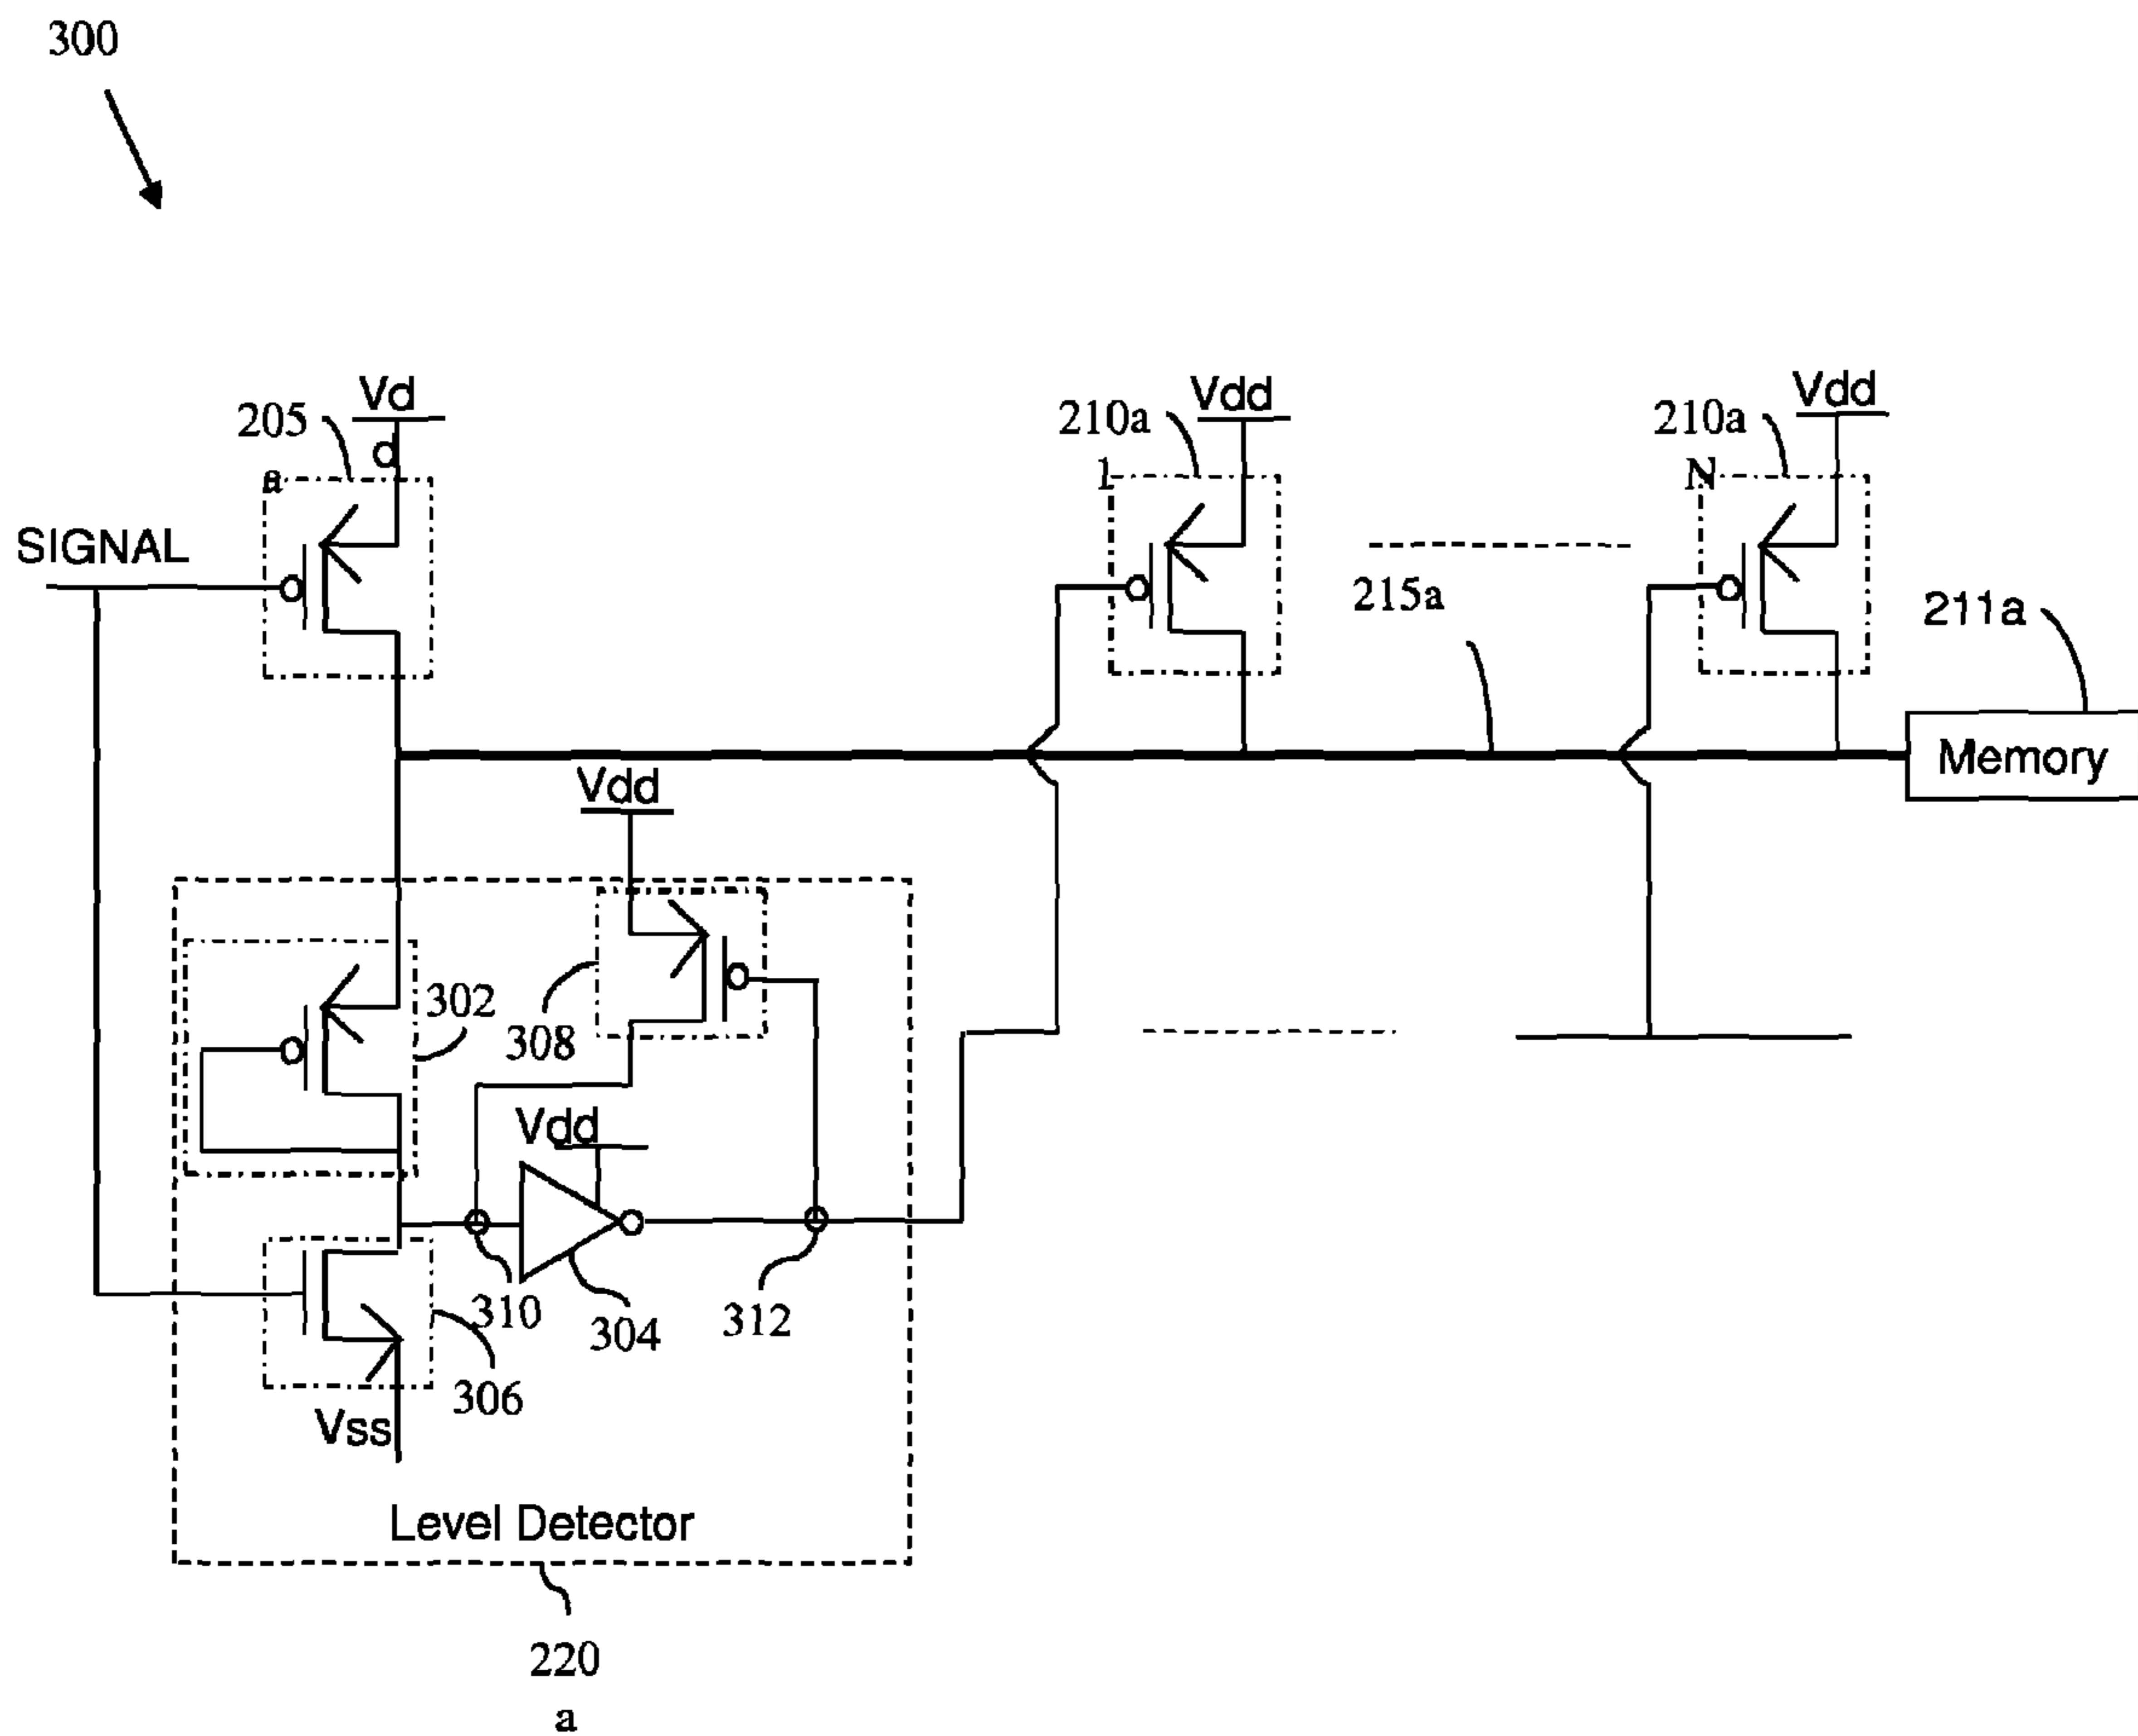 300
Vd
d
205
a
210a
1
Vdd
210a
N
Vdd
SIGNAL
215a
211a
Memory
Vdd
302
308
Vdd
310
304
312
306
Vss
Level Detector
220
a